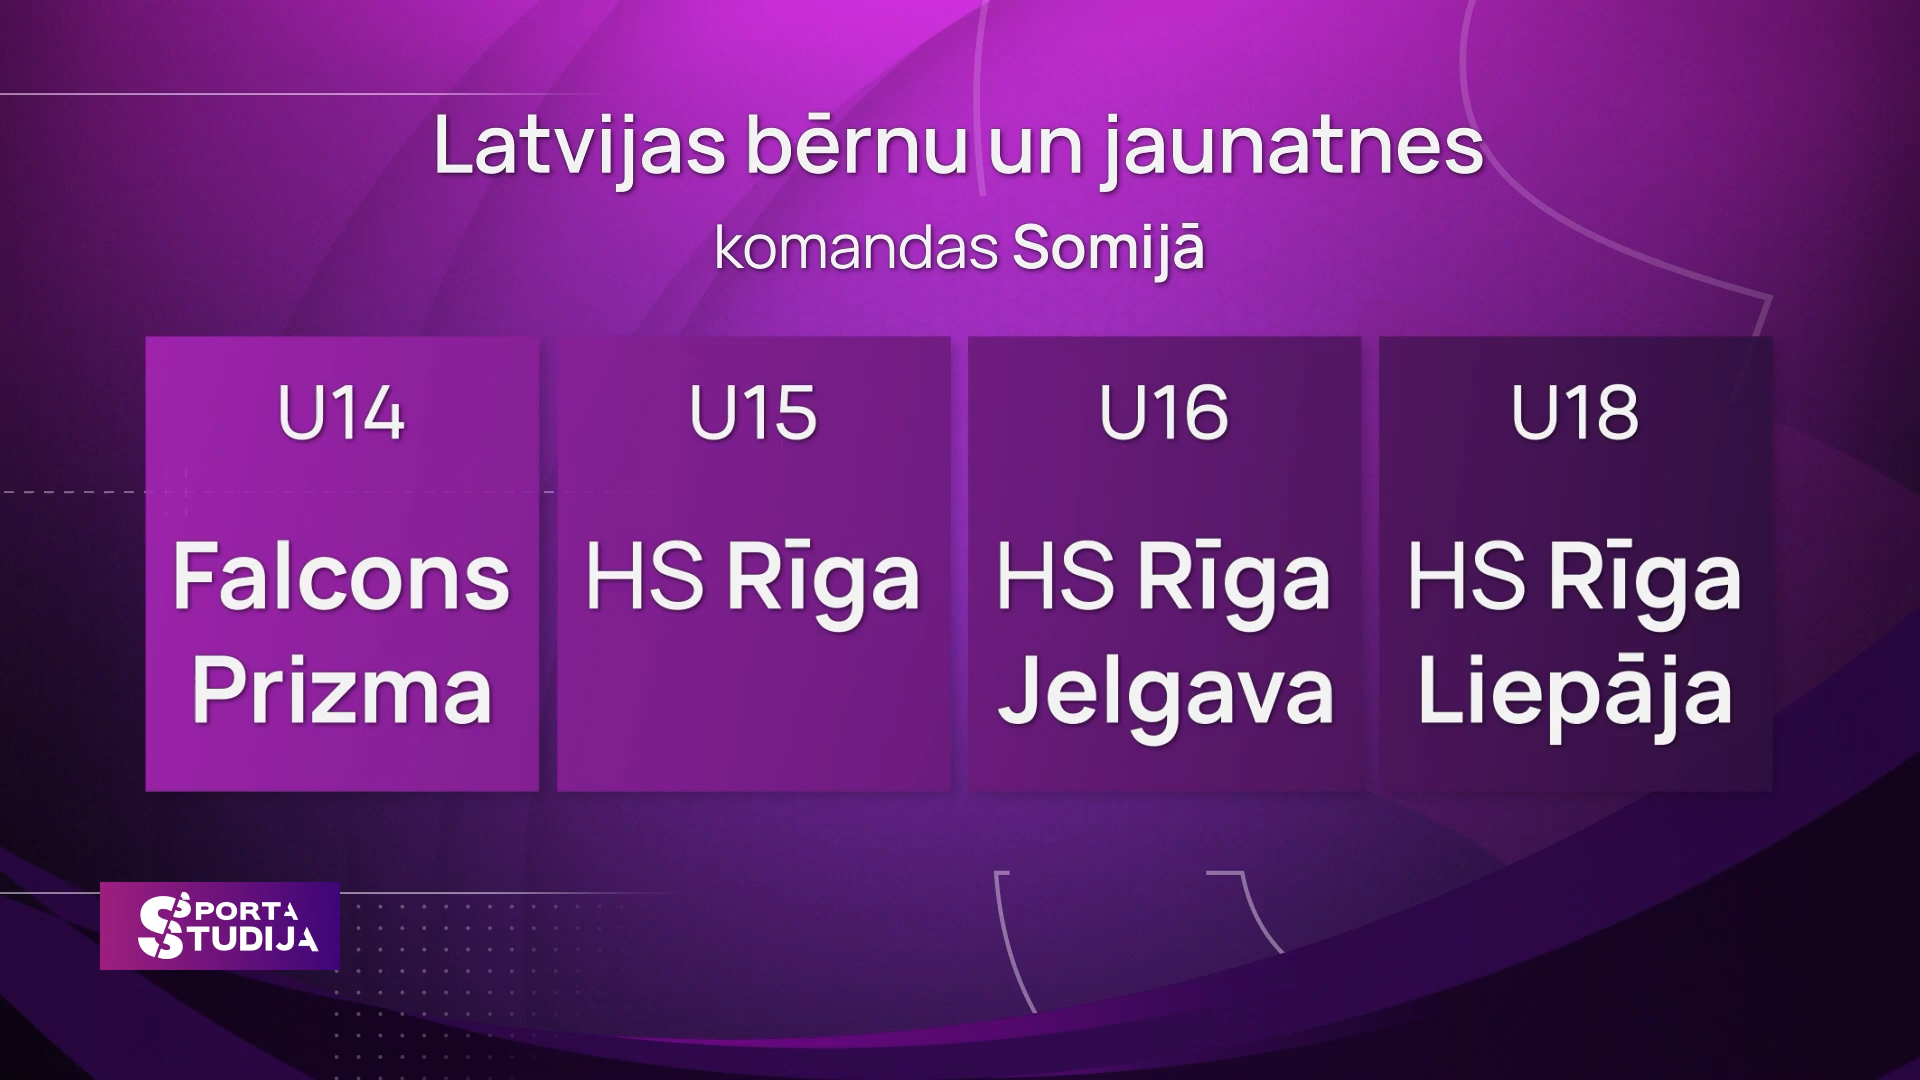 Latvijas bērnu un jaunatnes
komandas Somijā
U14
Falcons
Prizma
U15
HS Rīga
U16
HS Rīga
Jelgava
U18
HS Rīga
Liepāja
SPORTA
STUDIJA